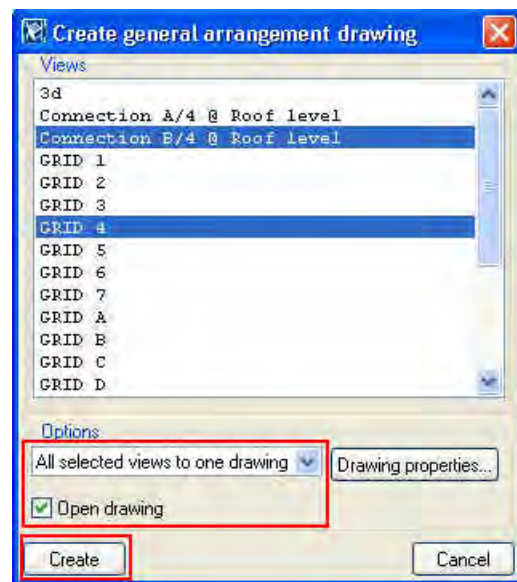 Create general arrangement drawing
Views
3d
Connection A/4 @ Roof level
Connection B/4 @ Roof level
GRID 1
GRID 2
GRID 3
GRID 4
GRID 5
GRID 6
GRID 7
GRID A
GRID B
GRID C
GRID D
Options
All selected views to one drawing
Drawing properties...
Open drawing
Create
Cancel